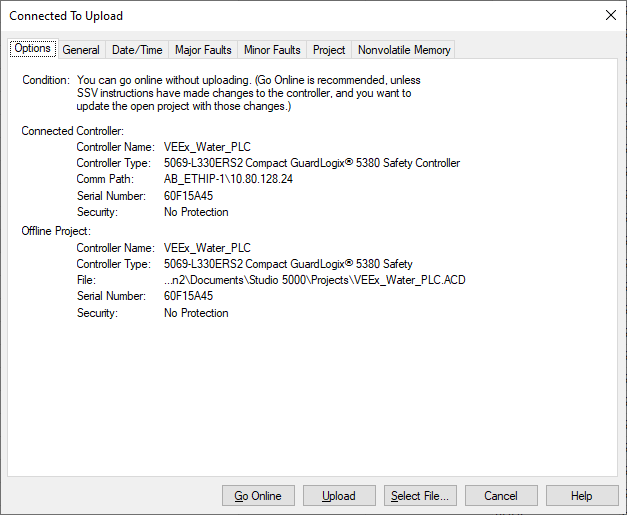 Connected To Upload
Options General Date/Time Major Faults Minor Faults Project Nonvolatile Memory
Condition: You can go online without uploading. (Go Online is recommended, unless
SSV instructions have made changes to the controller, and you want to
update the open project with those changes.)
Connected Controller:
Controller Name: VEEx_Water_PLC
Controller Type: 5069-L330ERS2 Compact GuardLogix® 5380 Safety Controller
Comm Path: AB_ETHIP-1\10.80.128.24
Serial Number: 60F15A45
Security: No Protection
Offline Project:
Controller Name: VEEx_Water_PLC
Controller Type: 5069-L330ERS2 Compact GuardLogix® 5380 Safety
File: ...n2\Documents\Studio 5000\Projects\VEEx_Water_PLC.ACD
Serial Number: 60F15A45
Security: No Protection
Go Online Upload Select File... Cancel Help